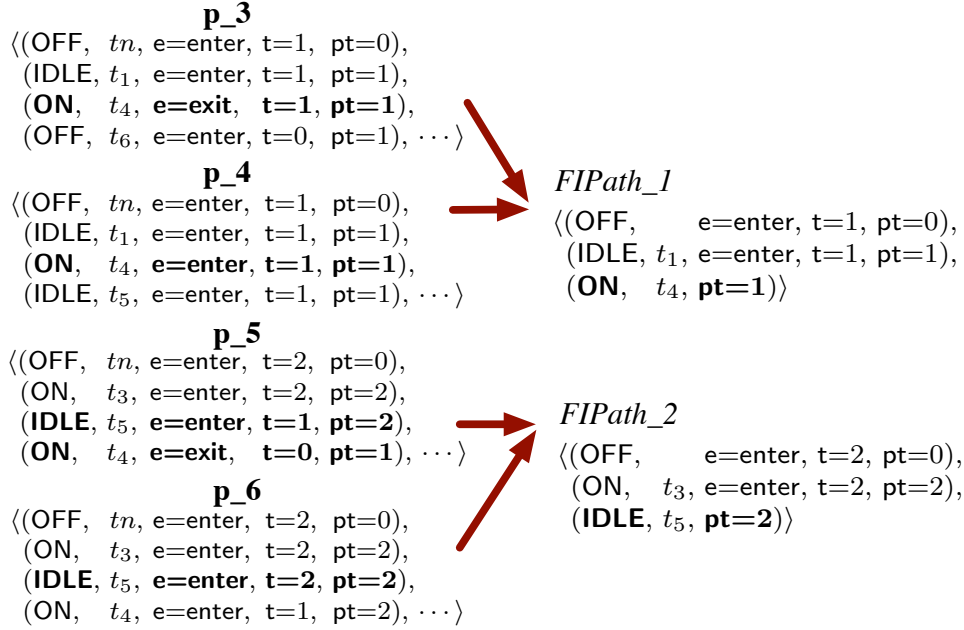 p_3
⟨(OFF, tn, e=enter, t=1, pt=0),
(IDLE, t₁, e=enter, t=1, pt=1),
(ON, t₄, e=exit, t=1, pt=1),
(OFF, t₆, e=enter, t=0, pt=1), ⋯⟩
p_4
⟨(OFF, tn, e=enter, t=1, pt=0),
(IDLE, t₁, e=enter, t=1, pt=1),
(ON, t₄, e=enter, t=1, pt=1),
(IDLE, t₅, e=enter, t=1, pt=1), ⋯⟩
p_5
⟨(OFF, tn, e=enter, t=2, pt=0),
(ON, t₃, e=enter, t=2, pt=2),
(IDLE, t₅, e=enter, t=1, pt=2),
(ON, t₄, e=exit, t=0, pt=1), ⋯⟩
p_6
⟨(OFF, tn, e=enter, t=2, pt=0),
(ON, t₃, e=enter, t=2, pt=2),
(IDLE, t₅, e=enter, t=2, pt=2),
(ON, t₄, e=enter, t=1, pt=2), ⋯⟩
FIPath_1
⟨(OFF, e=enter, t=1, pt=0),
(IDLE, t₁, e=enter, t=1, pt=1),
(ON, t₄, pt=1)⟩
FIPath_2
⟨(OFF, e=enter, t=2, pt=0),
(ON, t₃, e=enter, t=2, pt=2),
(IDLE, t₅, pt=2)⟩